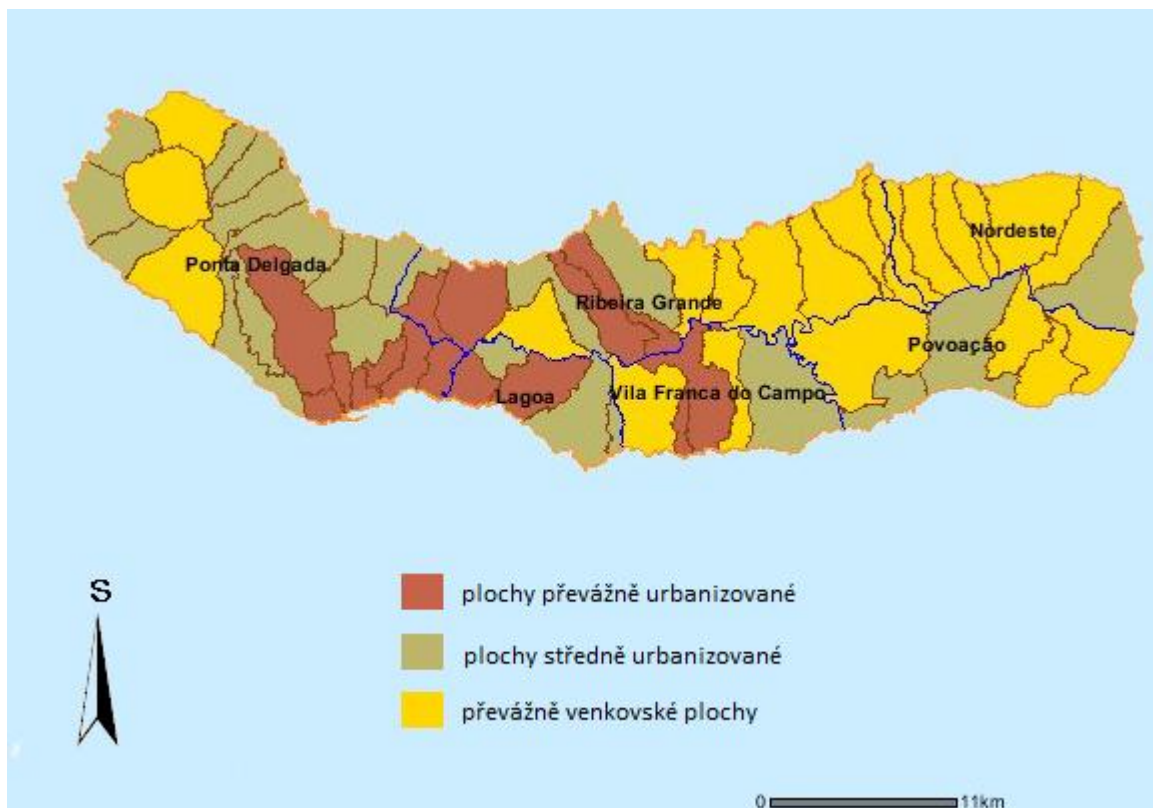 Nordeste
Ponta Delgada
Ribeira Grande
Povoação
Lagoa
Vila Franca do Campo
S
plochy převážně urbanizované
plochy středně urbanizované
převážně venkovské plochy
0 11km